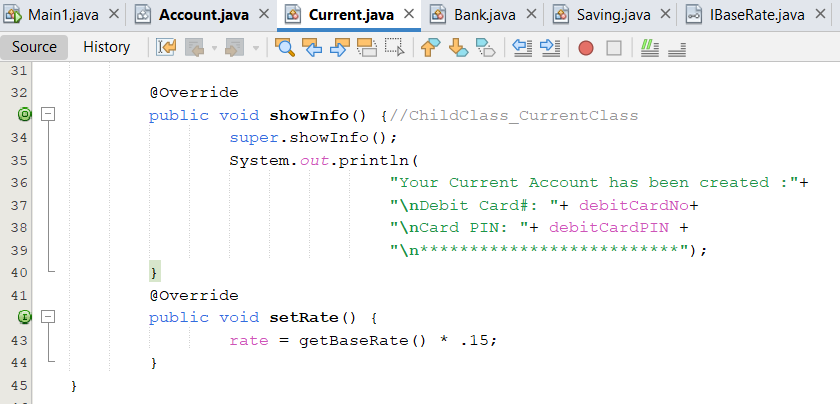 Main1.java Account.java Current.java Bank.java Saving.java IBaseRate.java
Source History
31
32 @Override
public void showInfo() {//ChildClass_CurrentClass
34 super.showInfo();
35 System.out.println(
36 "Your Current Account has been created :"+
37 "\nDebit Card#: "+ debitCardNo+
38 "\nCard PIN: "+ debitCardPIN +
39 "\n**************************");
40 }
41 @Override
public void setRate() {
43 rate = getBaseRate() * .15;
44 }
45 }